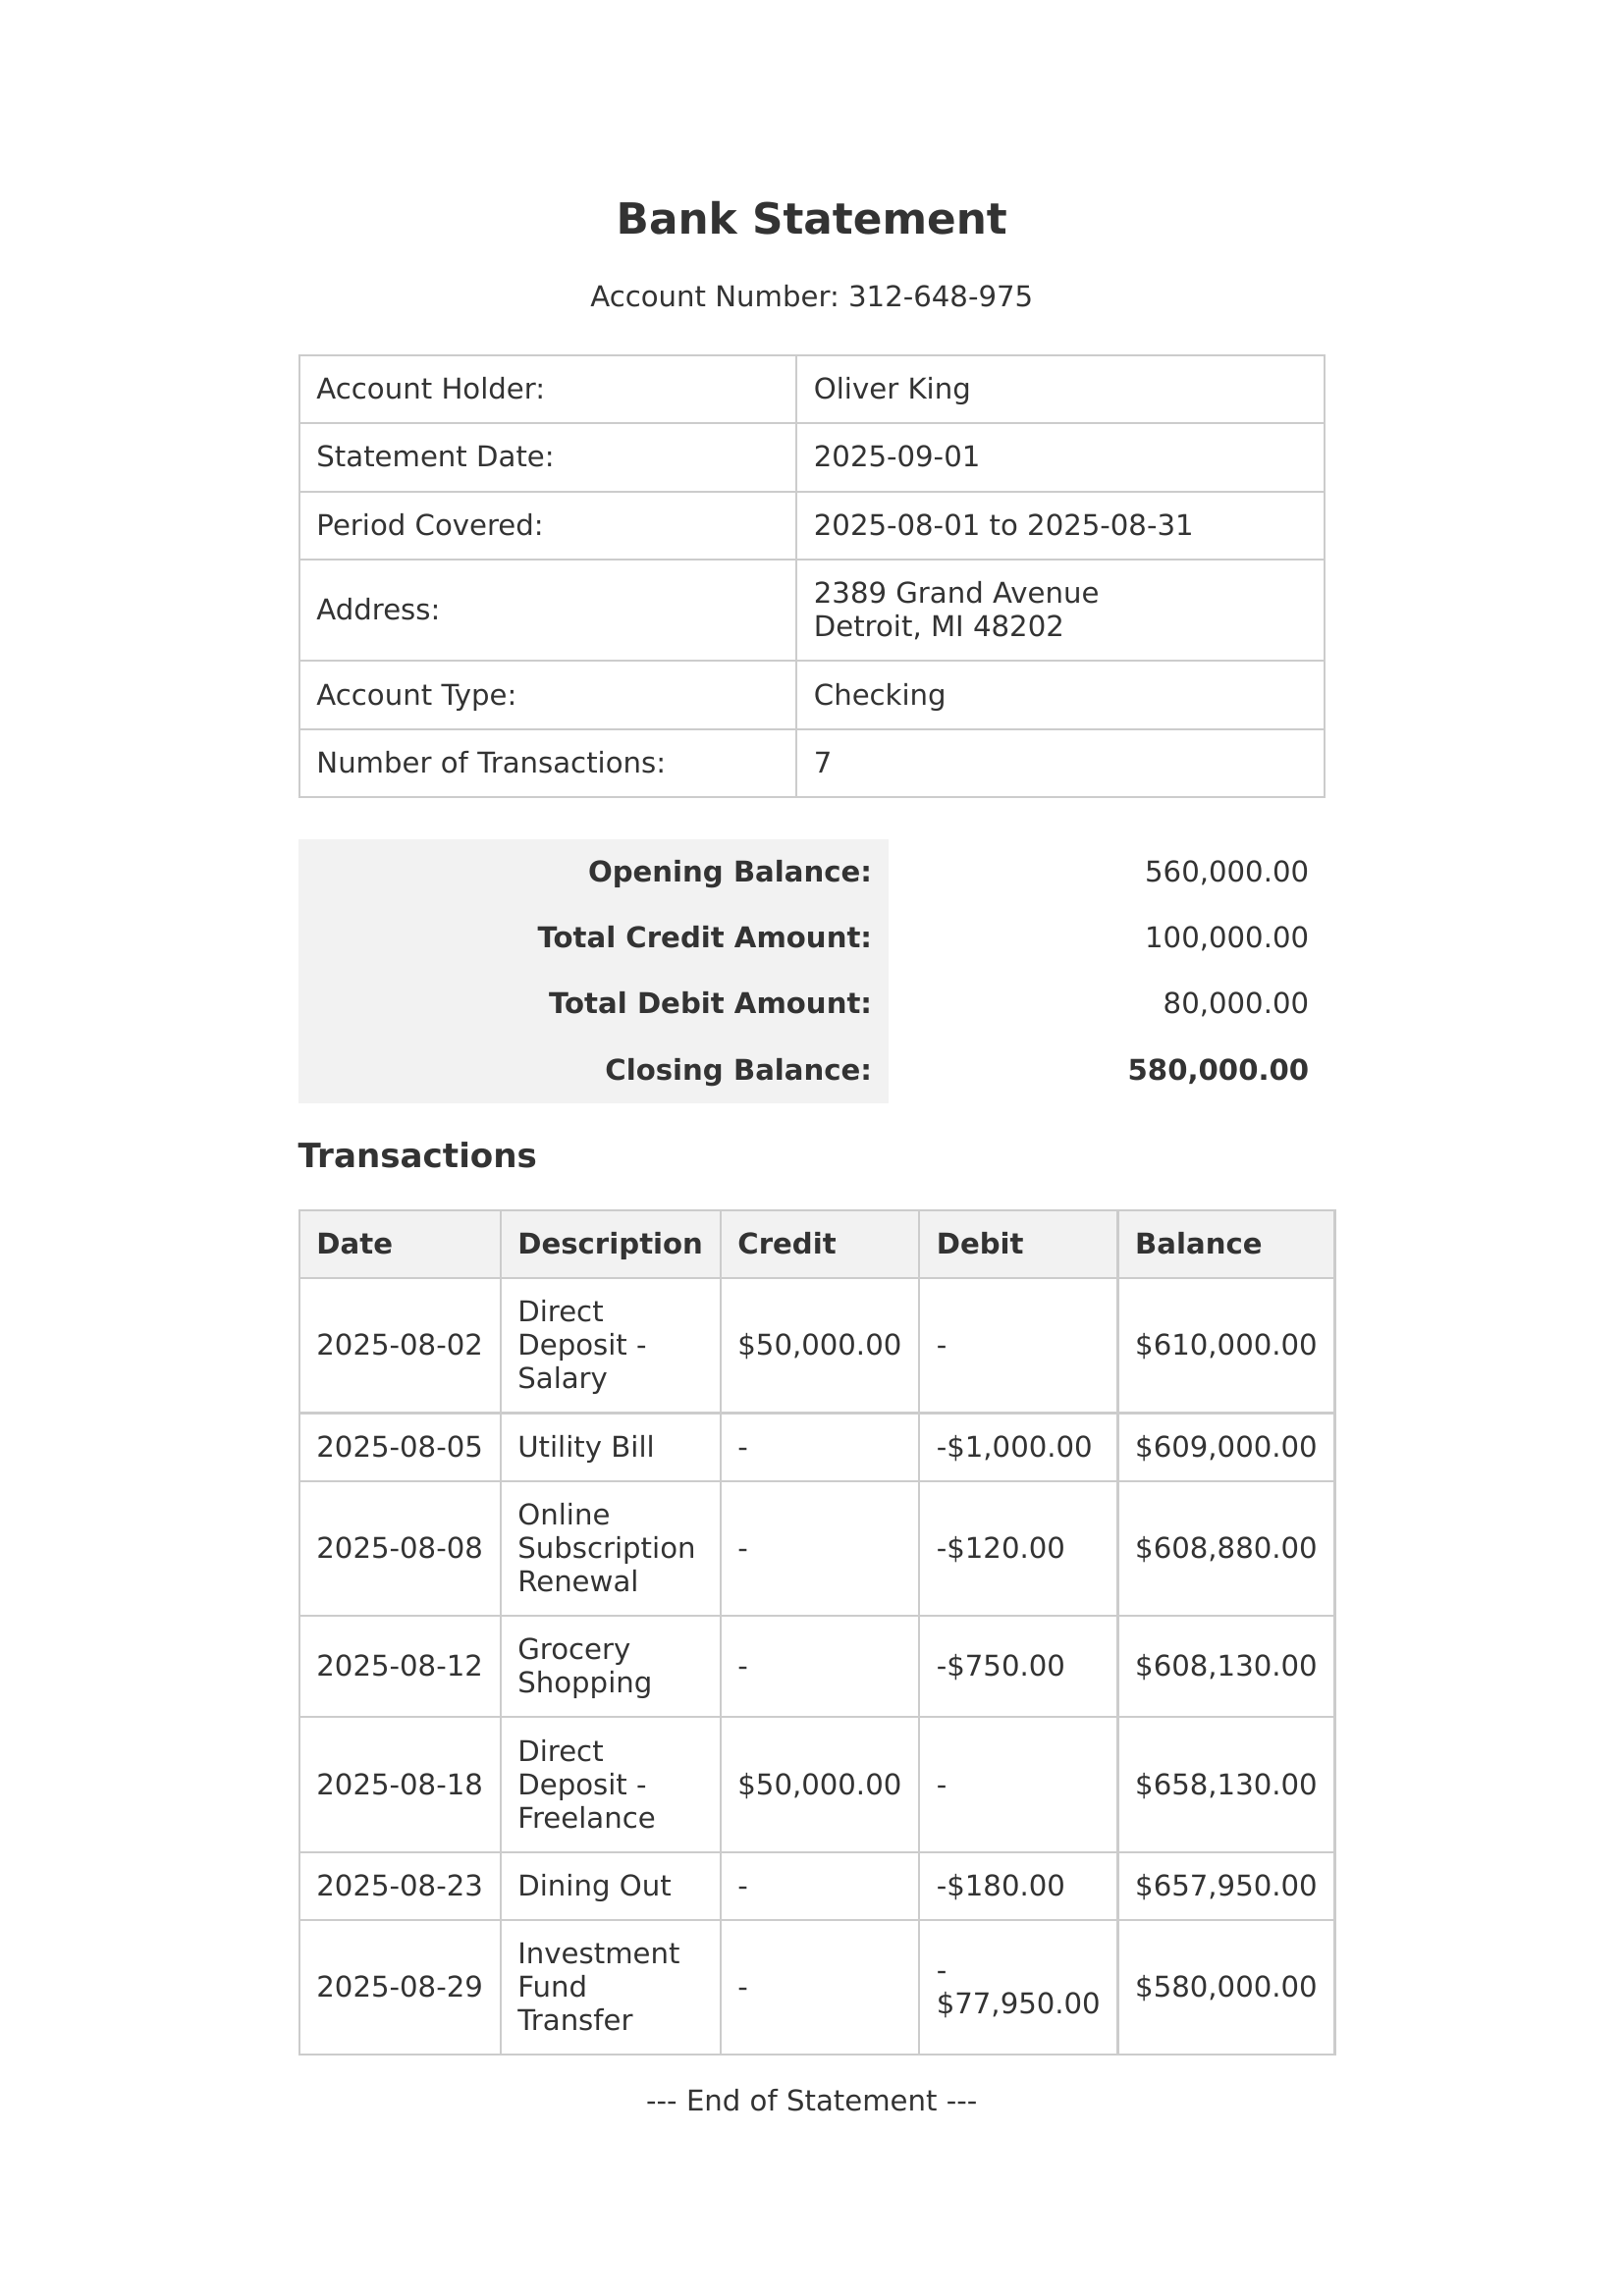 Bank Statement
Account Number: 312-648-975
Account Holder: Oliver King
Statement Date: 2025-09-01
Period Covered: 2025-08-01 to 2025-08-31
Address: 2389 Grand Avenue
Detroit, MI 48202
Account Type: Checking
Number of Transactions: 7
Opening Balance: 560,000.00
Total Credit Amount: 100,000.00
Total Debit Amount: 80,000.00
Closing Balance: 580,000.00
Transactions
Date Description Credit Debit Balance
2025-08-02 Direct Deposit - Salary $50,000.00 - $610,000.00
2025-08-05 Utility Bill - -$1,000.00 $609,000.00
2025-08-08 Online Subscription Renewal - -$120.00 $608,880.00
2025-08-12 Grocery Shopping - -$750.00 $608,130.00
2025-08-18 Direct Deposit - Freelance $50,000.00 - $658,130.00
2025-08-23 Dining Out - -$180.00 $657,950.00
2025-08-29 Investment Fund Transfer - -$77,950.00 $580,000.00
--- End of Statement ---